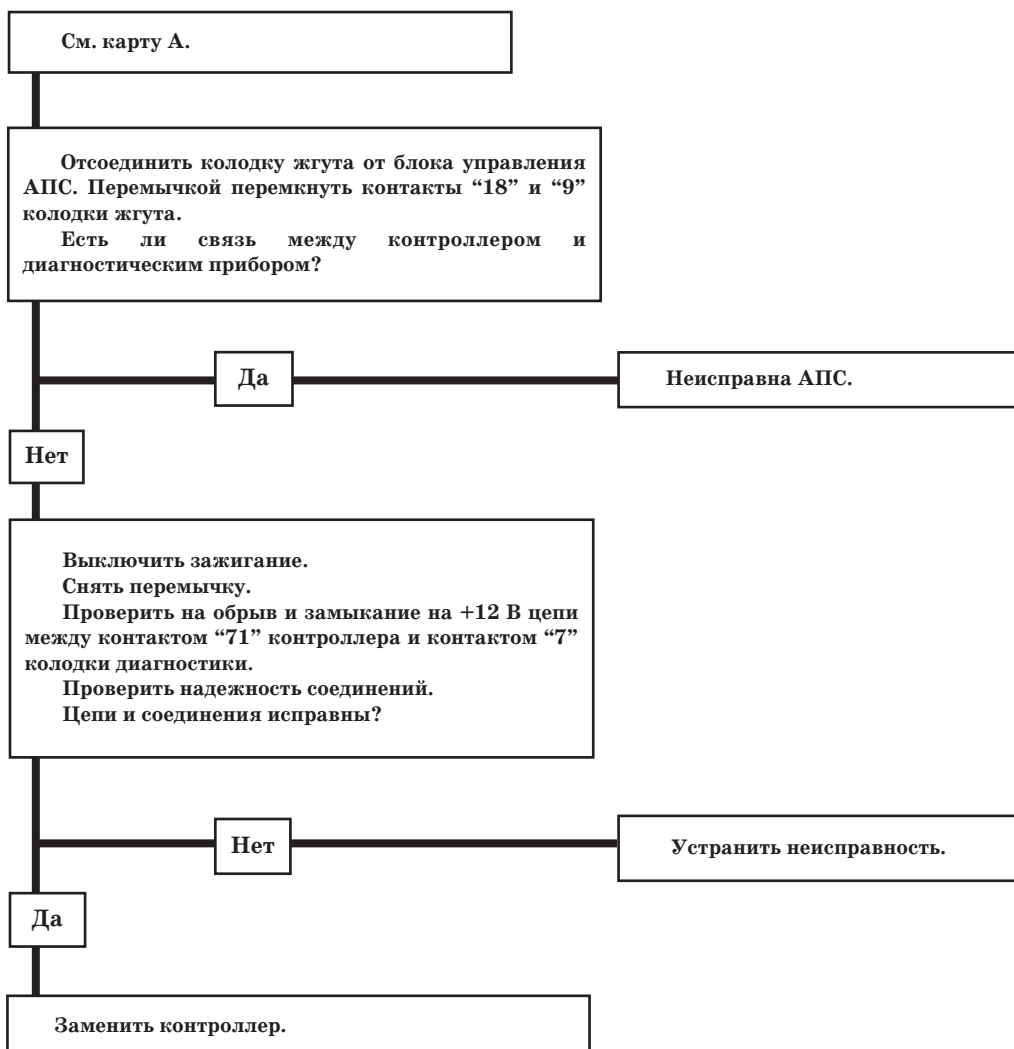 См. карту А.
Отсоединить колодку жгута от блока управления
АПС. Перемычкой перемкнуть контакты “18” и “9”
колодки жгута.
Есть ли связь между контроллером и
диагностическим прибором?
Да
Неисправна АПС.
Нет
Выключить зажигание.
Снять перемычку.
Проверить на обрыв и замыкание на +12 В цепи
между контактом “71” контроллера и контактом “7”
колодки диагностики.
Проверить надежность соединений.
Цепи и соединения исправны?
Нет
Устранить неисправность.
Да
Заменить контроллер.